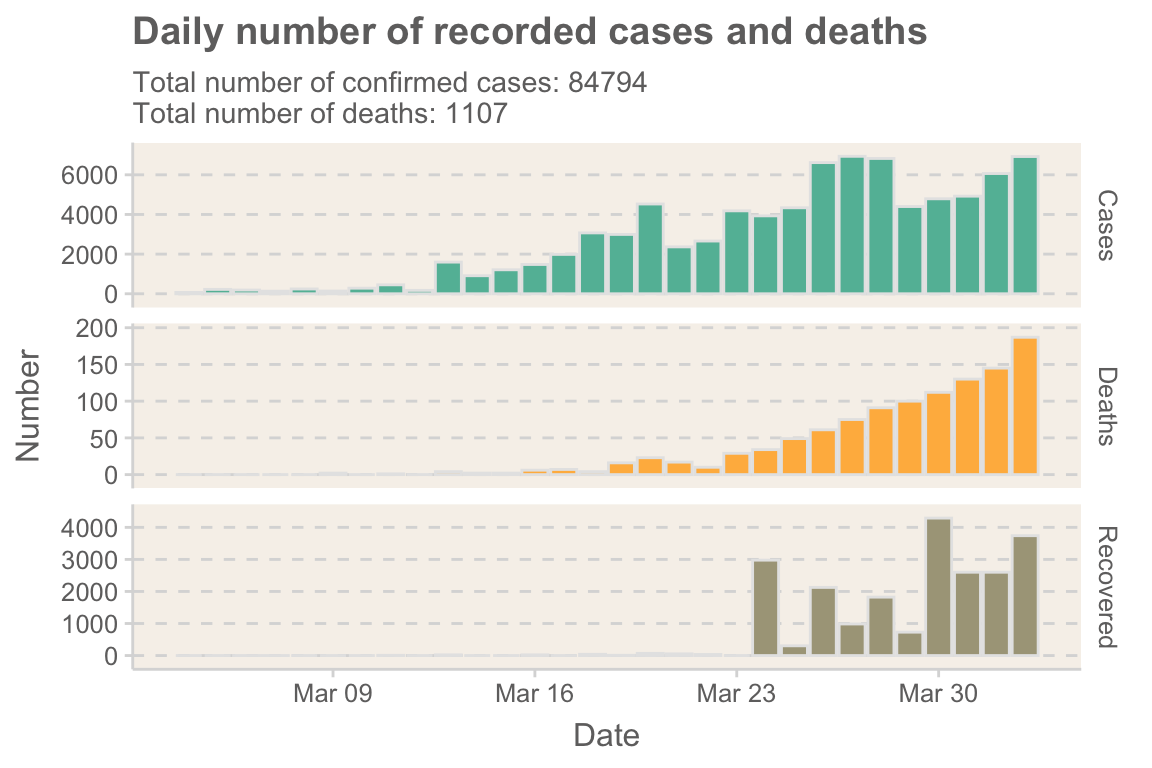 Daily number of recorded cases and deaths
Total number of confirmed cases: 84794
Total number of deaths: 1107
6000
4000
2000
0
Cases
200
150
100
50
0
Deaths
4000
3000
2000
1000
0
Recovered
Number
Mar 09
Mar 16
Mar 23
Mar 30
Date